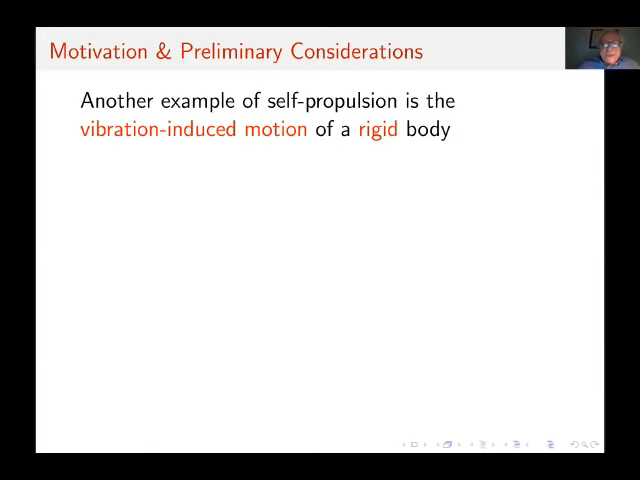 Motivation & Preliminary Considerations
Another example of self-propulsion is the
vibration-induced motion of a rigid body